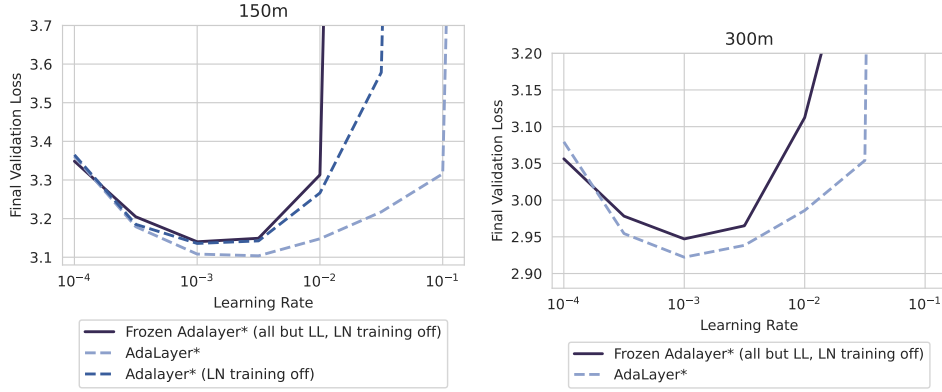 150m
3.7
3.6
3.5
3.4
3.3
3.2
3.1
Final Validation Loss
10⁻⁴
10⁻³
10⁻²
10⁻¹
Learning Rate
Frozen Adalayer* (all but LL, LN training off)
AdaLayer*
Adalayer* (LN training off)
300m
3.20
3.15
3.10
3.05
3.00
2.95
2.90
Final Validation Loss
10⁻⁴
10⁻³
10⁻²
10⁻¹
Learning Rate
Frozen Adalayer* (all but LL, LN training off)
AdaLayer*